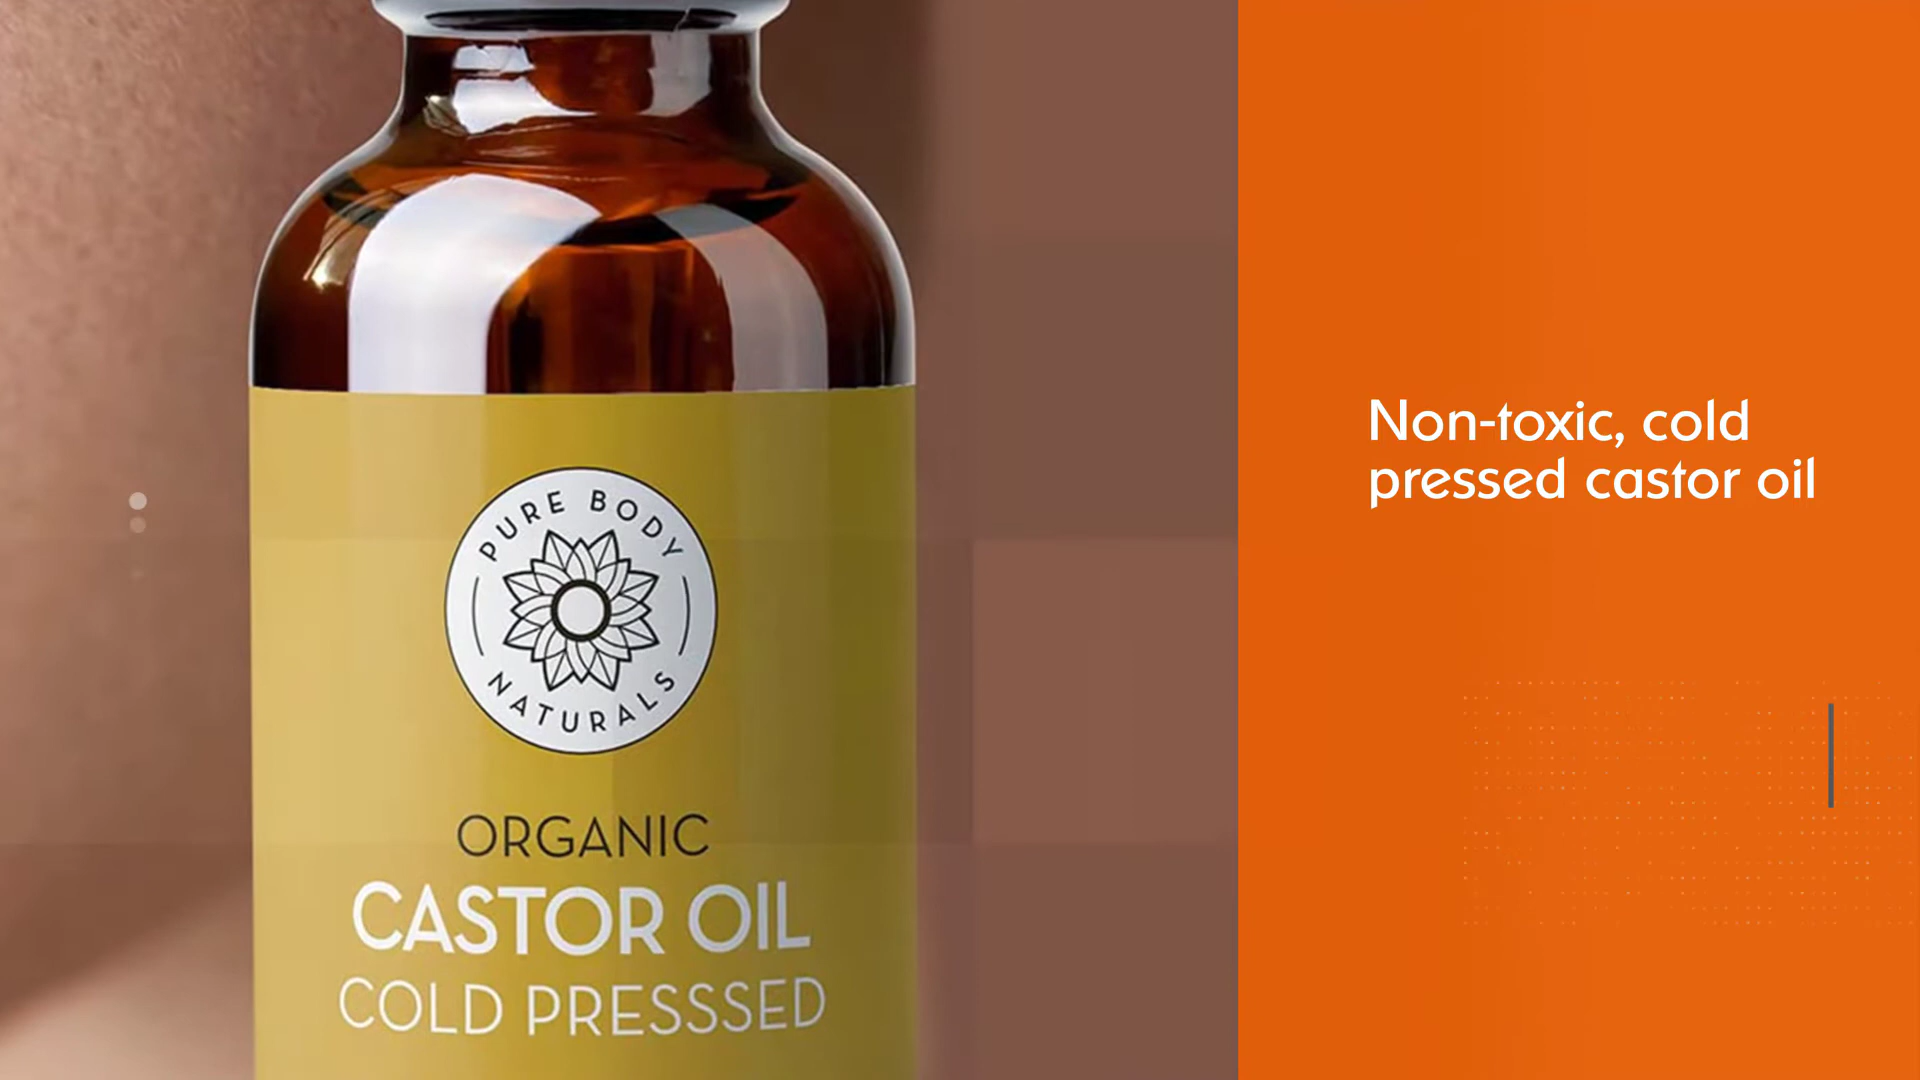 PURE BODY
NATURALS
ORGANIC
CASTOR OIL
COLD PRESSSED
Non-toxic, cold
pressed castor oil